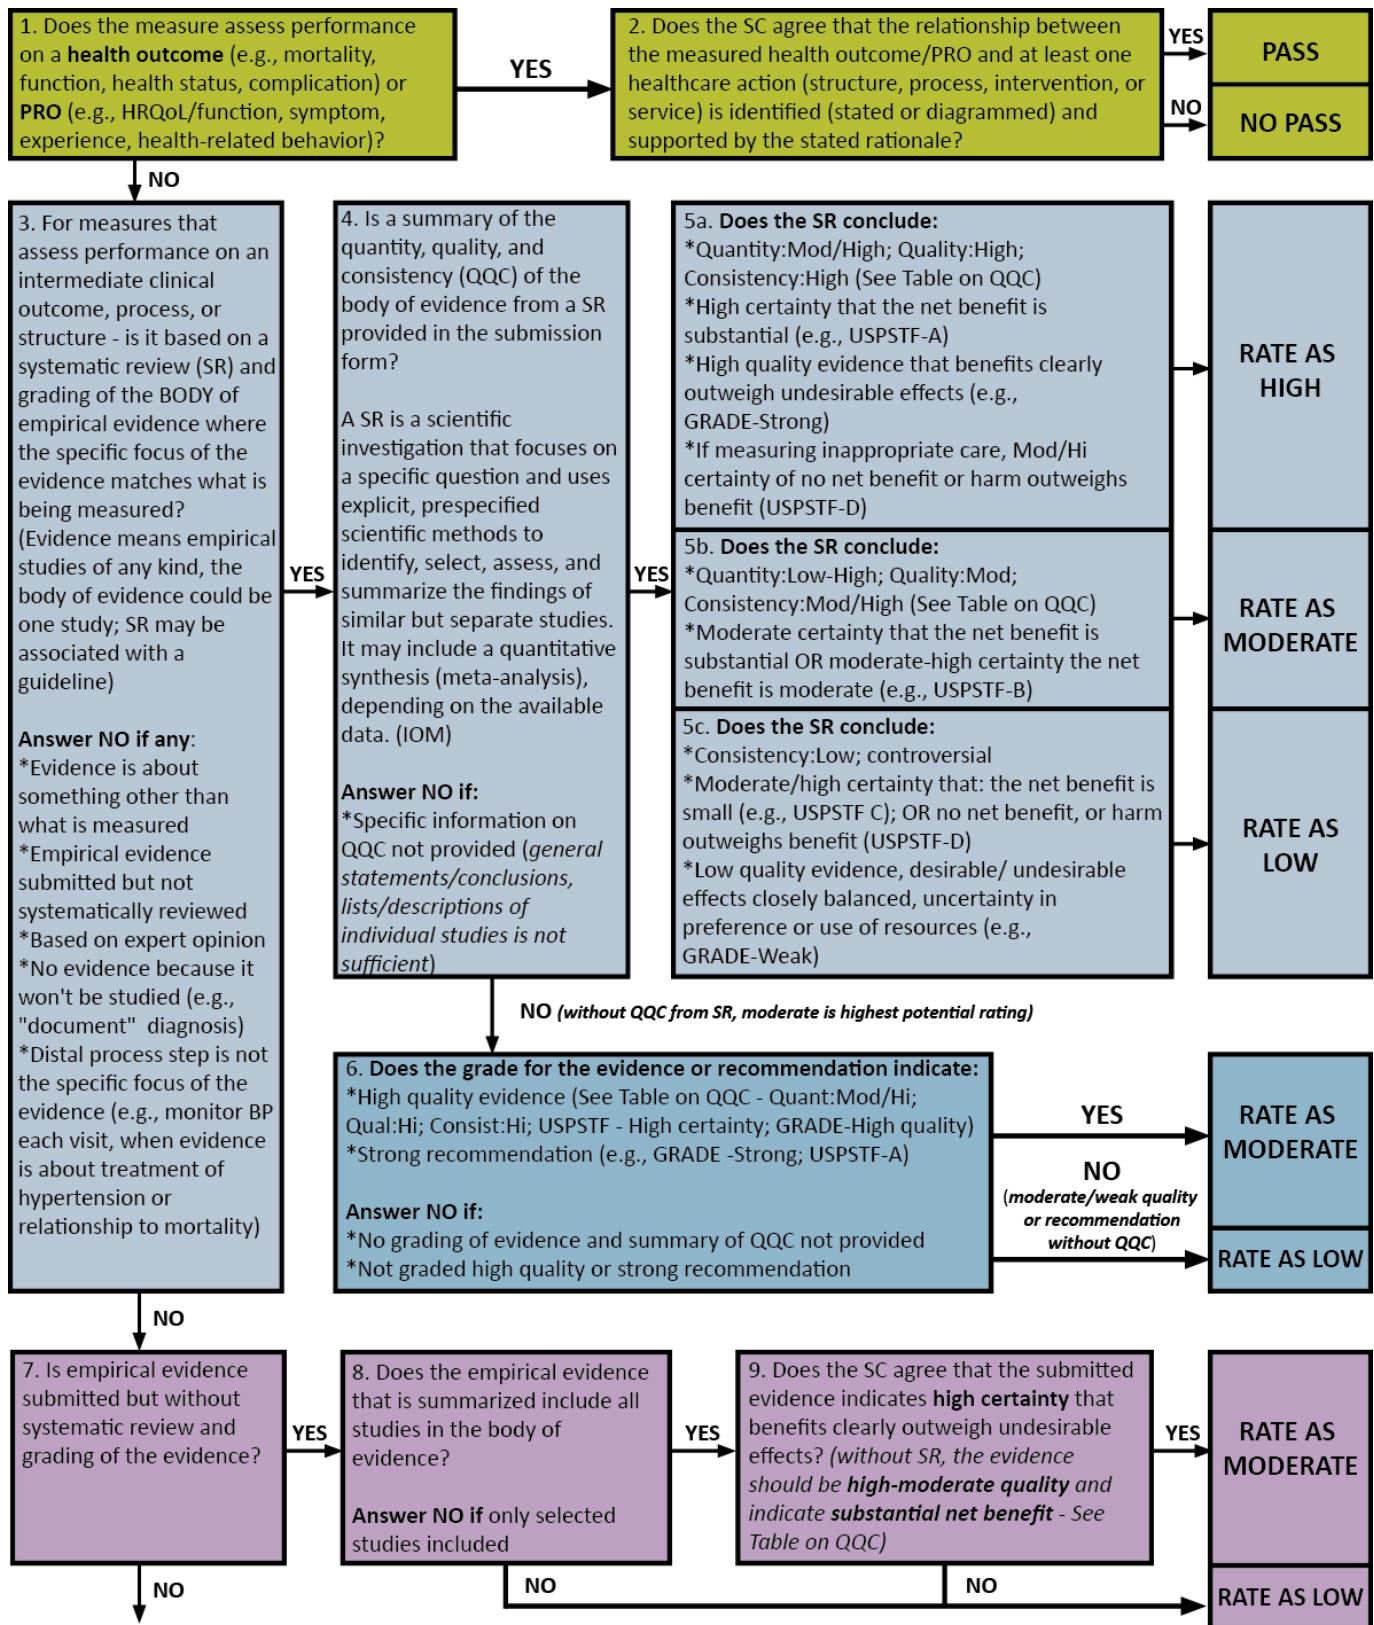 1. Does the measure assess performance
on a health outcome (e.g., mortality,
function, health status, complication) or
PRO (e.g., HRQoL/function, symptom,
experience, health-related behavior)?
YES
2. Does the SC agree that the relationship between
the measured health outcome/PRO and at least one
healthcare action (structure, process, intervention, or
service) is identified (stated or diagrammed) and
supported by the stated rationale?
YES
PASS
NO
NO PASS
NO
3. For measures that
assess performance on an
intermediate clinical
outcome, process, or
structure - is it based on a
systematic review (SR) and
grading of the BODY of
empirical evidence where
the specific focus of the
evidence matches what is
being measured?
(Evidence means empirical
studies of any kind, the
body of evidence could be
one study; SR may be
associated with a
guideline)
Answer NO if any:
*Evidence is about
something other than
what is measured
*Empirical evidence
submitted but not
systematically reviewed
*Based on expert opinion
*No evidence because it
won't be studied (e.g.,
"document" diagnosis)
*Distal process step is not
the specific focus of the
evidence (e.g., monitor BP
each visit, when evidence
is about treatment of
hypertension or
relationship to mortality)
YES
4. Is a summary of the
quantity, quality, and
consistency (QQC) of the
body of evidence from a SR
provided in the submission
form?
A SR is a scientific
investigation that focuses on
a specific question and uses
explicit, prespecified
scientific methods to
identify, select, assess, and
summarize the findings of
similar but separate studies.
It may include a quantitative
synthesis (meta-analysis),
depending on the available
data. (IOM)
Answer NO if:
*Specific information on
QQC not provided (general
statements/conclusions,
lists/descriptions of
individual studies is not
sufficient)
YES
5a. Does the SR conclude:
*Quantity:Mod/High; Quality:High;
Consistency:High (See Table on QQC)
*High certainty that the net benefit is
substantial (e.g., USPSTF-A)
*High quality evidence that benefits clearly
outweigh undesirable effects (e.g.,
GRADE-Strong)
*If measuring inappropriate care, Mod/Hi
certainty of no net benefit or harm outweighs
benefit (USPSTF-D)
RATE AS
HIGH
5b. Does the SR conclude:
*Quantity:Low-High; Quality:Mod;
Consistency:Mod/High (See Table on QQC)
*Moderate certainty that the net benefit is
substantial OR moderate-high certainty the net
benefit is moderate (e.g., USPSTF-B)
RATE AS
MODERATE
5c. Does the SR conclude:
*Consistency:Low; controversial
*Moderate/high certainty that: the net benefit is
small (e.g., USPSTF C); OR no net benefit, or harm
outweighs benefit (USPSTF-D)
*Low quality evidence, desirable/ undesirable
effects closely balanced, uncertainty in
preference or use of resources (e.g.,
GRADE-Weak)
RATE AS
LOW
NO (without QQC from SR, moderate is highest potential rating)
6. Does the grade for the evidence or recommendation indicate:
*High quality evidence (See Table on QQC - Quant:Mod/Hi;
Qual:Hi; Consist:Hi; USPSTF - High certainty; GRADE-High quality)
*Strong recommendation (e.g., GRADE -Strong; USPSTF-A)
Answer NO if:
*No grading of evidence and summary of QQC not provided
*Not graded high quality or strong recommendation
YES
RATE AS
MODERATE
NO
(moderate/weak quality
or recommendation
without QQC)
RATE AS LOW
NO
7. Is empirical evidence
submitted but without
systematic review and
grading of the evidence?
YES
8. Does the empirical evidence
that is summarized include all
studies in the body of
evidence?
Answer NO if only selected
studies included
YES
9. Does the SC agree that the submitted
evidence indicates high certainty that
benefits clearly outweigh undesirable
effects? (without SR, the evidence
should be high-moderate quality and
indicate substantial net benefit - See
Table on QQC)
YES
RATE AS
MODERATE
NO
NO
NO
RATE AS LOW